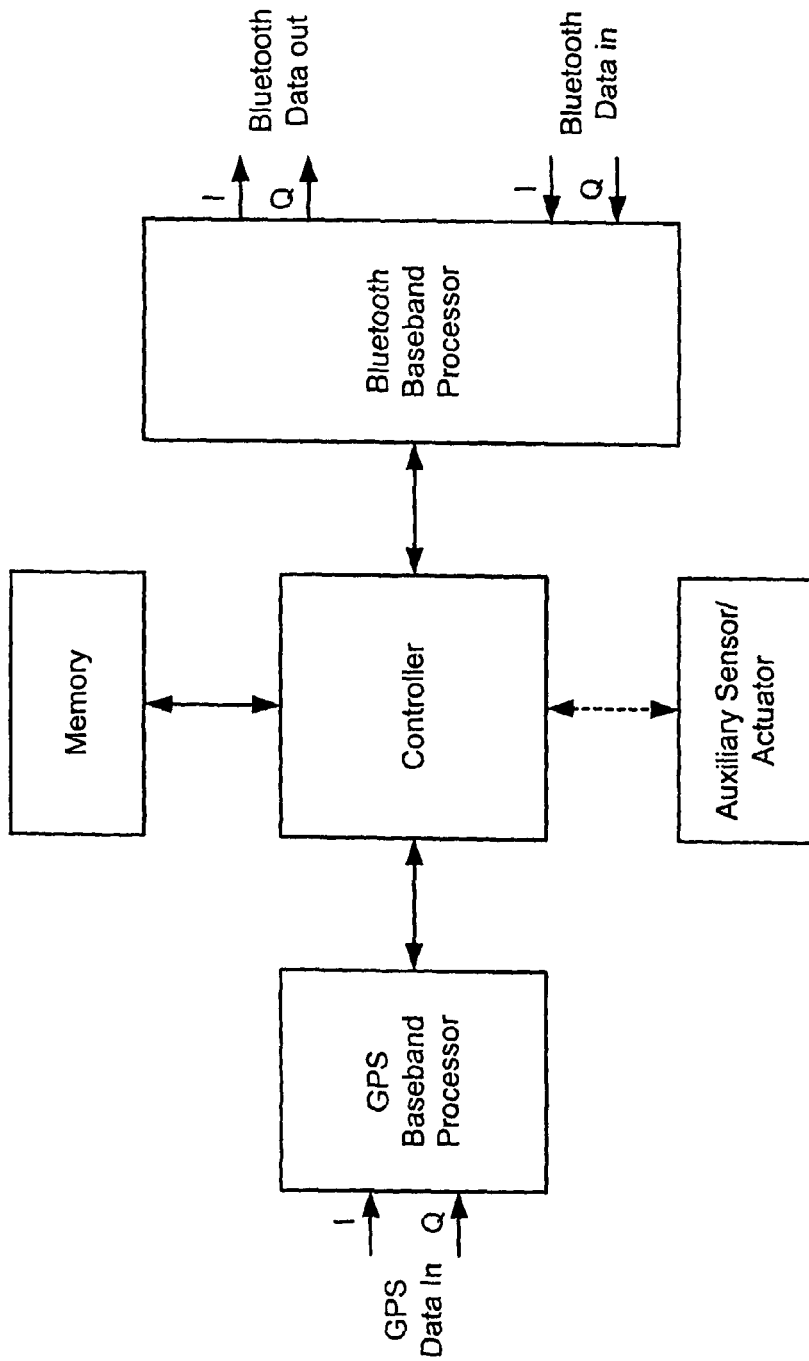 Memory
GPS
Data In
I
Q
GPS
Baseband
Processor
Controller
Bluetooth
Baseband
Processor
I
Q
Bluetooth
Data out
I
Q
Bluetooth
Data in
Auxiliary Sensor/
Actuator